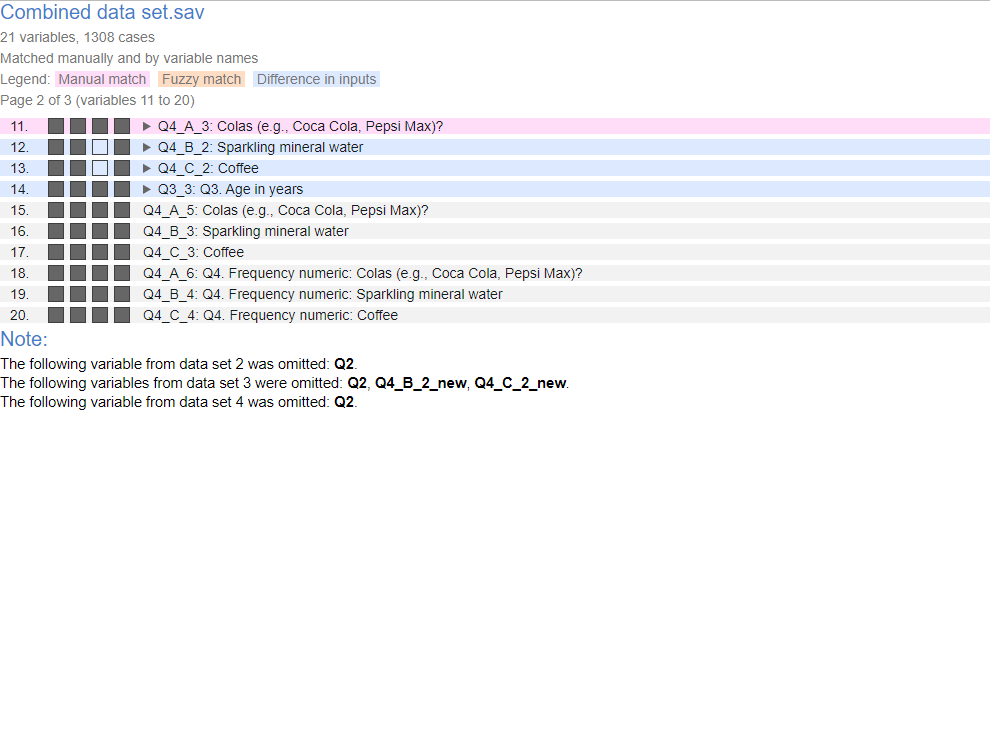 Combined data set.sav
21 variables, 1308 cases
Matched manually and by variable names
Legend: Manual match Fuzzy match Difference in inputs
Page 2 of 3 (variables 11 to 20)
11. ▶ Q4_A_3: Colas (e.g., Coca Cola, Pepsi Max)?
12. ▶ Q4_B_2: Sparkling mineral water
13. ▶ Q4_C_2: Coffee
14. ▶ Q3_3: Q3. Age in years
15. Q4_A_5: Colas (e.g., Coca Cola, Pepsi Max)?
16. Q4_B_3: Sparkling mineral water
17. Q4_C_3: Coffee
18. Q4_A_6: Q4. Frequency numeric: Colas (e.g., Coca Cola, Pepsi Max)?
19. Q4_B_4: Q4. Frequency numeric: Sparkling mineral water
20. Q4_C_4: Q4. Frequency numeric: Coffee
Note:
The following variable from data set 2 was omitted: Q2.
The following variables from data set 3 were omitted: Q2, Q4_B_2_new, Q4_C_2_new.
The following variable from data set 4 was omitted: Q2.